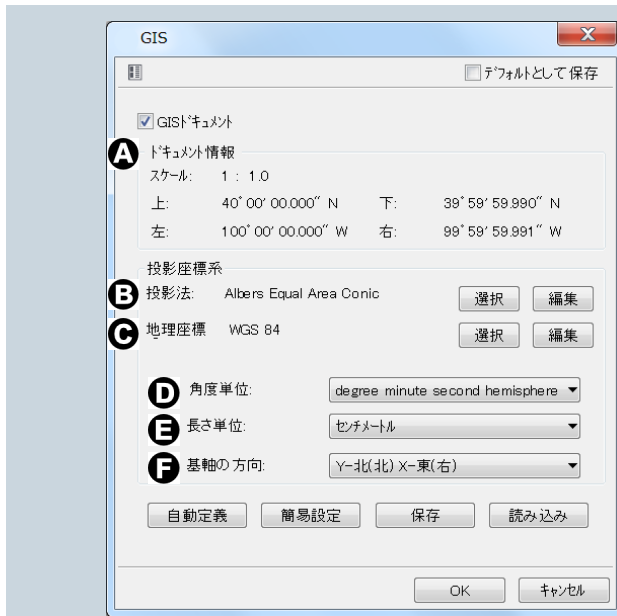 GIS
デフォルトとして保存
GISドキュメント
A ドキュメント情報
スケール: 1 : 1.0
上: 40° 00′ 00.000″ N 下: 39° 59′ 59.990″ N
左: 100° 00′ 00.000″ W 右: 99° 59′ 59.991″ W
投影座標系
B 投影法: Albers Equal Area Conic 選択 編集
C 地理座標 WGS 84 選択 編集
D 角度単位: degree minute second hemisphere
E 長さ単位: センチメートル
F 基軸の方向: Y-北(北) X-東(右)
自動定義 簡易設定 保存 読み込み
OK キャンセル